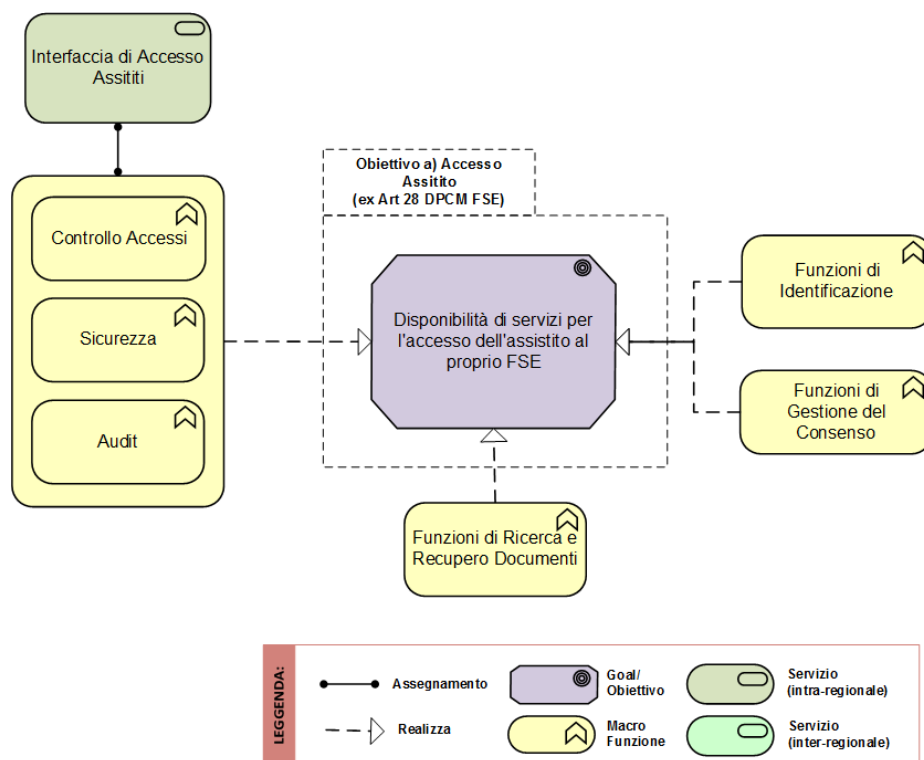 Interfaccia di Accesso
Assititi
Controllo Accessi
Sicurezza
Audit
Obiettivo a) Accesso
Assitito
(ex Art 28 DPCM FSE)
Disponibilità di servizi per
l'accesso dell'assistito al
proprio FSE
Funzioni di
Identificazione
Funzioni di
Gestione del
Consenso
Funzioni di Ricerca e
Recupero Documenti
LEGGENDA:
Assegnamento
Realizza
Goal/
Obiettivo
Macro
Funzione
Servizio
(intra-regionale)
Servizio
(inter-regionale)